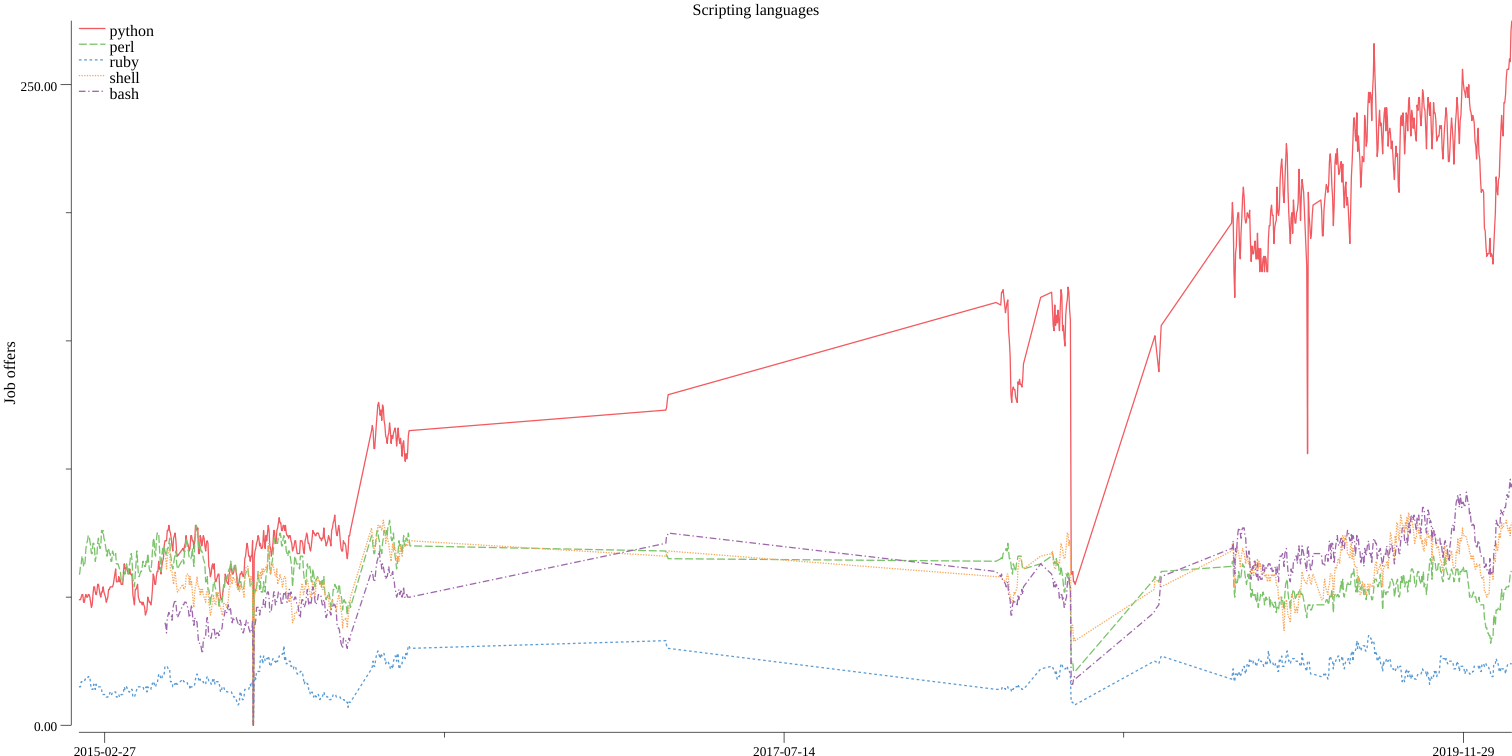 Scripting languages
python
perl
ruby
shell
bash
250.00
Job offers
0.00
2015-02-27
2017-07-14
2019-11-29